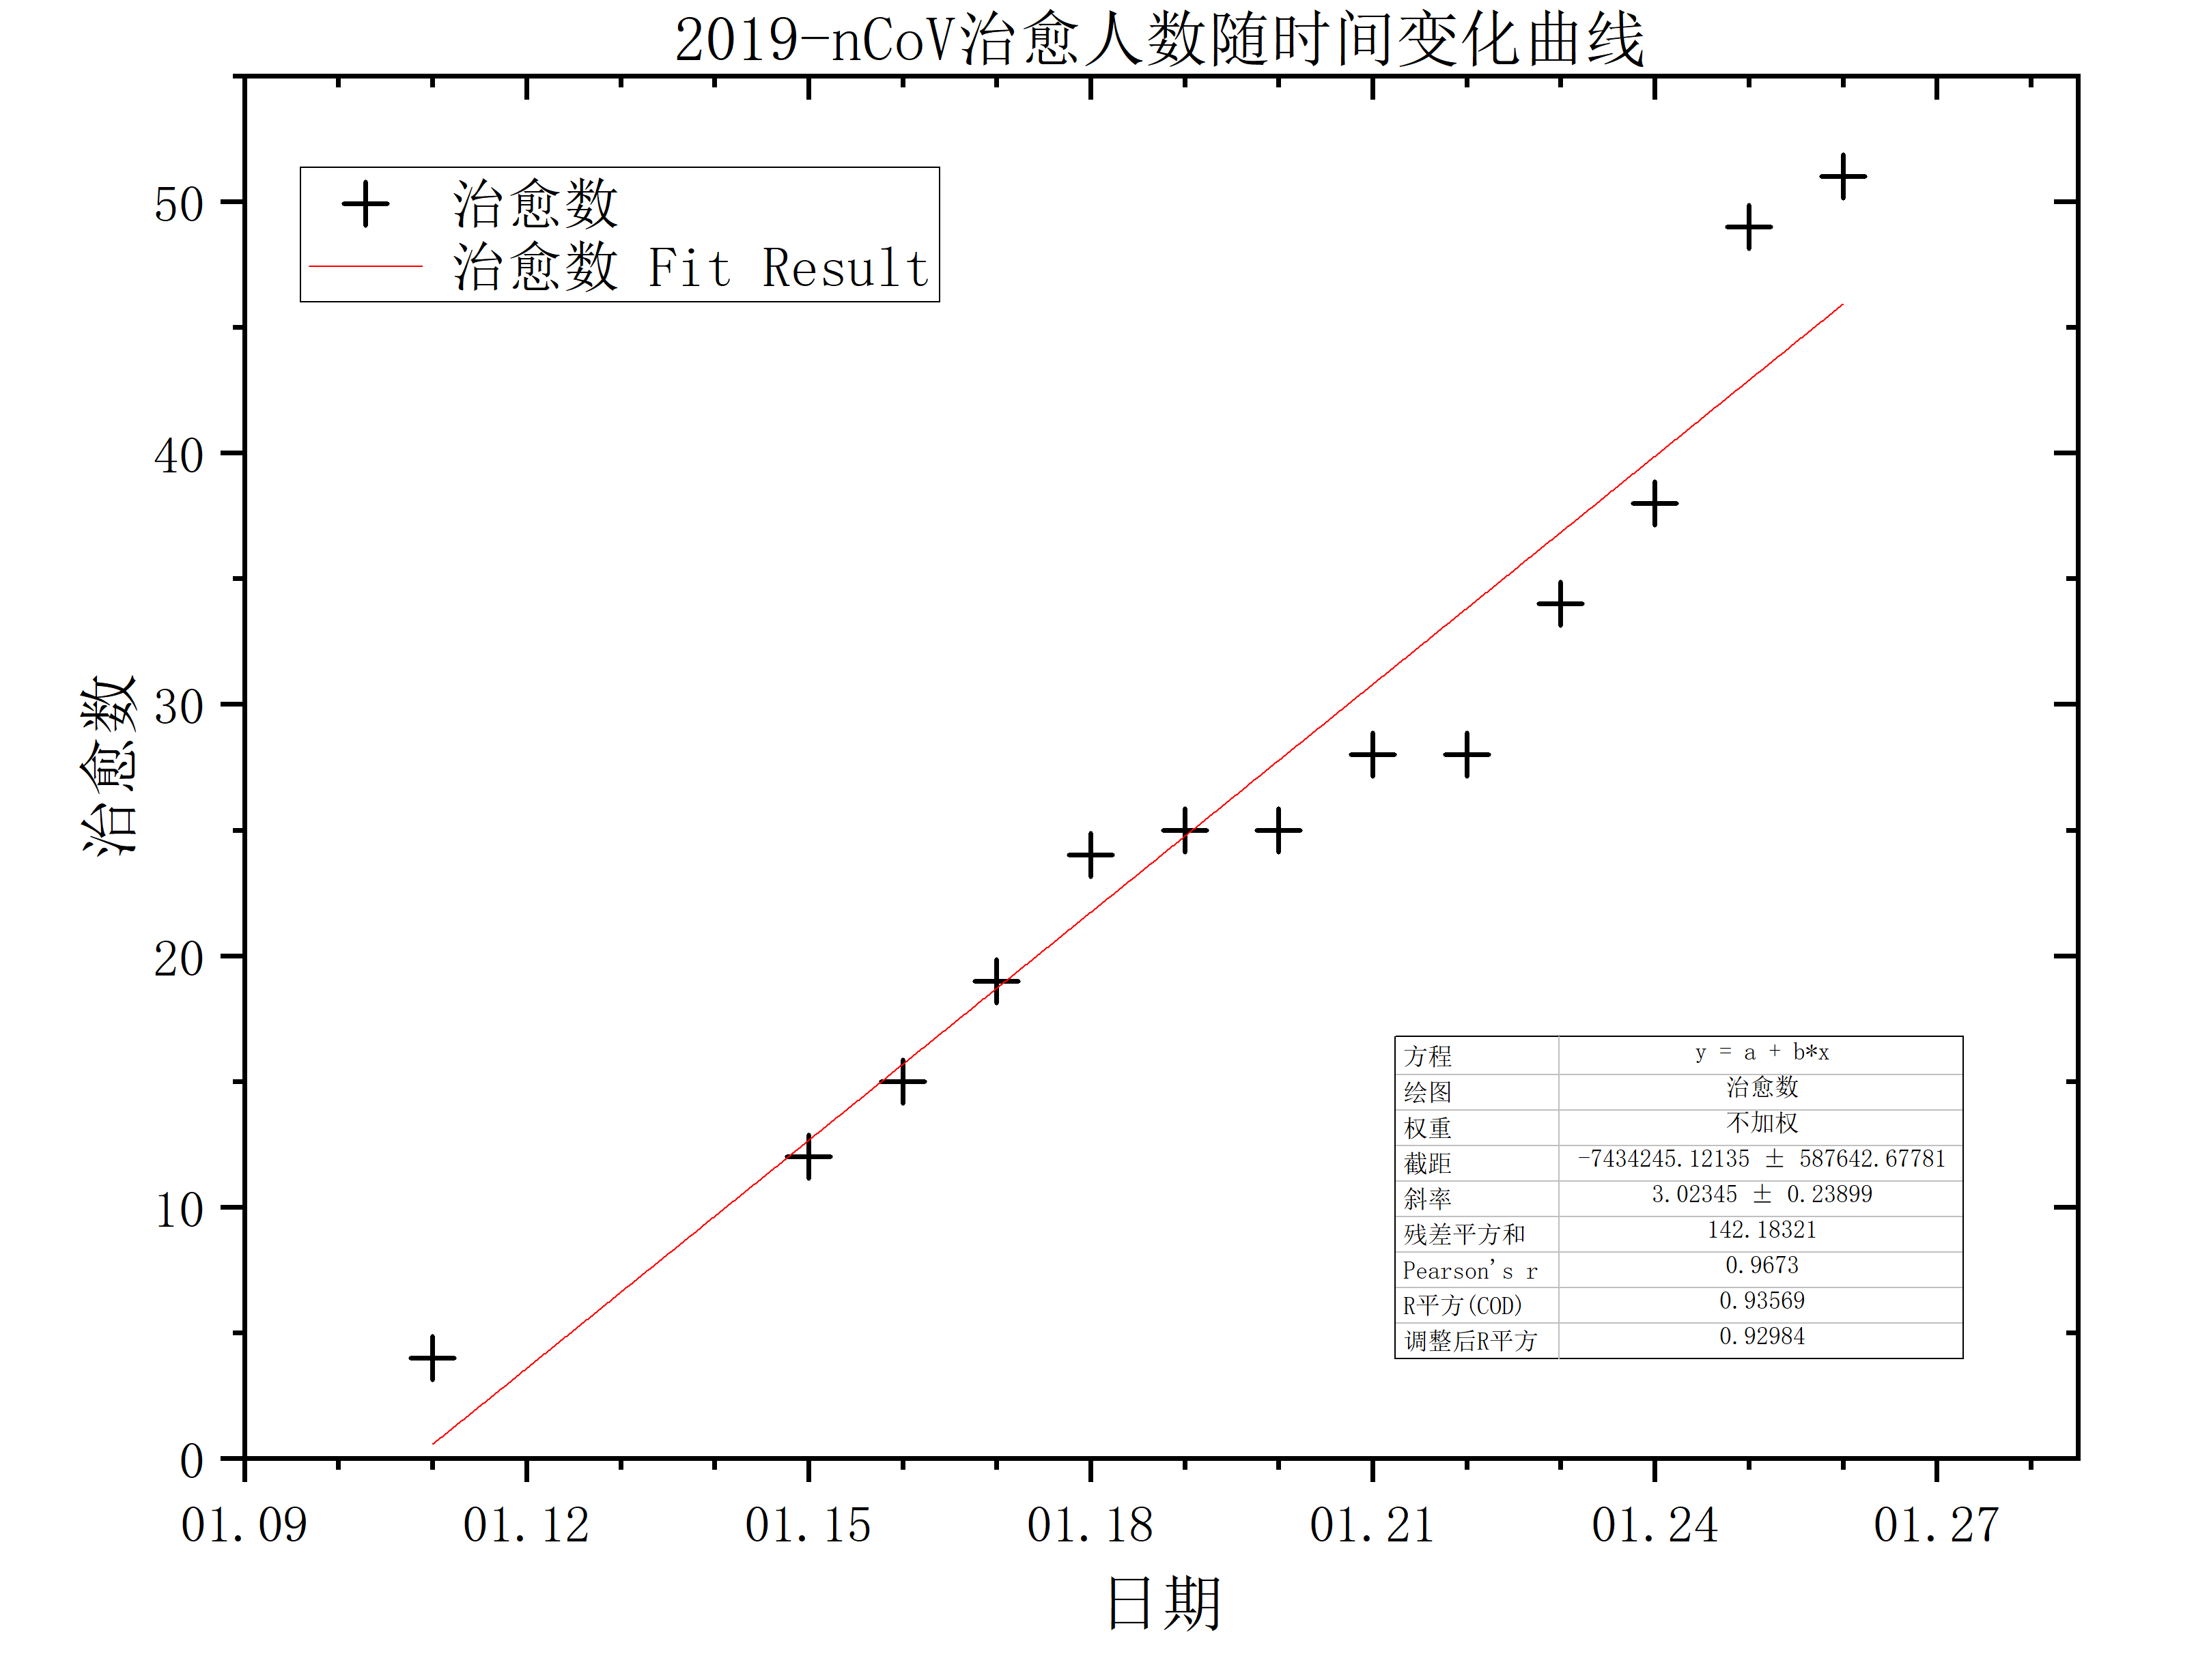 2019-nCoV治愈人数随时间变化曲线
治愈数
治愈数 Fit Result
50
40
30
20
10
0
治愈数
方程 y = a + b*x
绘图 治愈数
权重 不加权
截距 -7434245.12135 ± 587642.67781
斜率 3.02345 ± 0.23899
残差平方和 142.18321
Pearson's r 0.9673
R平方(COD) 0.93569
调整后R平方 0.92984
01.09 01.12 01.15 01.18 01.21 01.24 01.27
日期